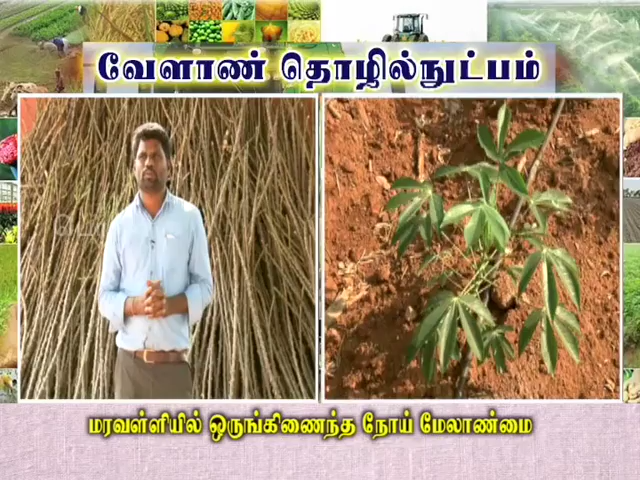 வேளாண் தொழில்நுட்பம்
மரவள்ளியில் ஒருங்கிணைந்த நோய் மேலாண்மை